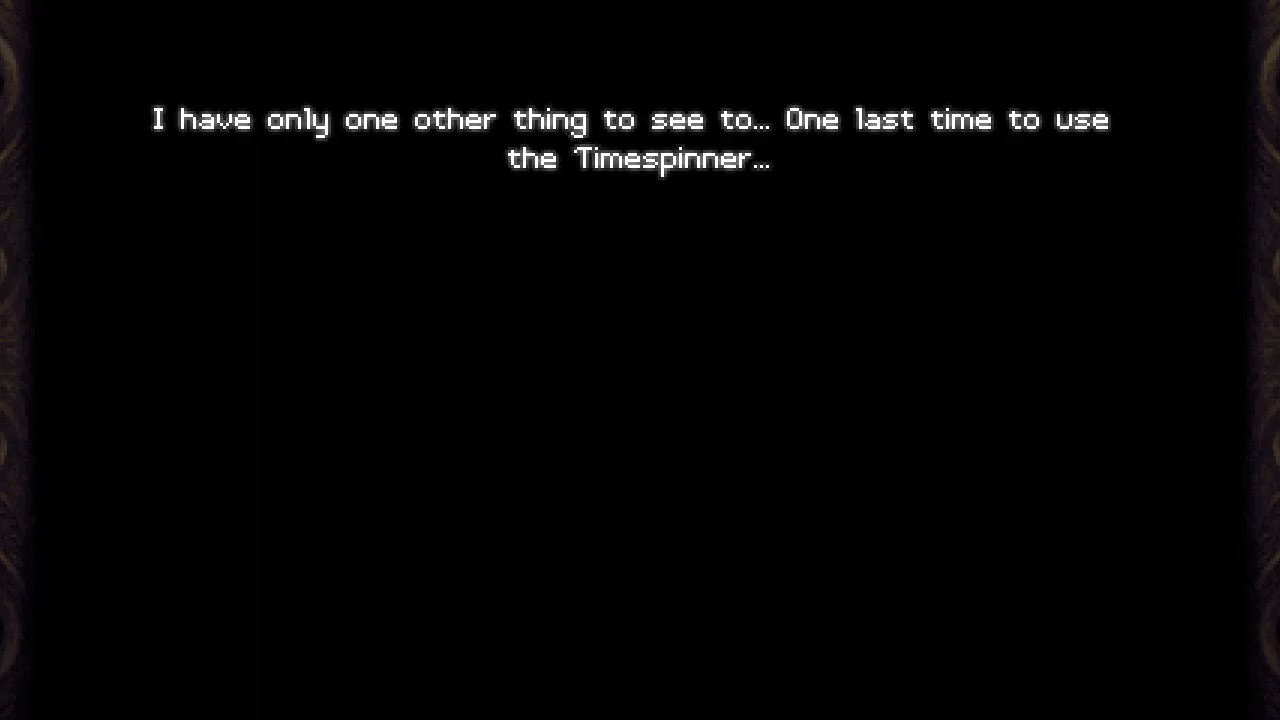 I have only one other thing to see to... One last time to use
the Timespinner...